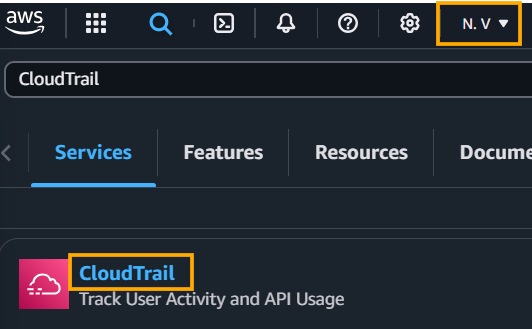 aws
N. V
CloudTrail
Services Features Resources Docume
CloudTrail
Track User Activity and API Usage